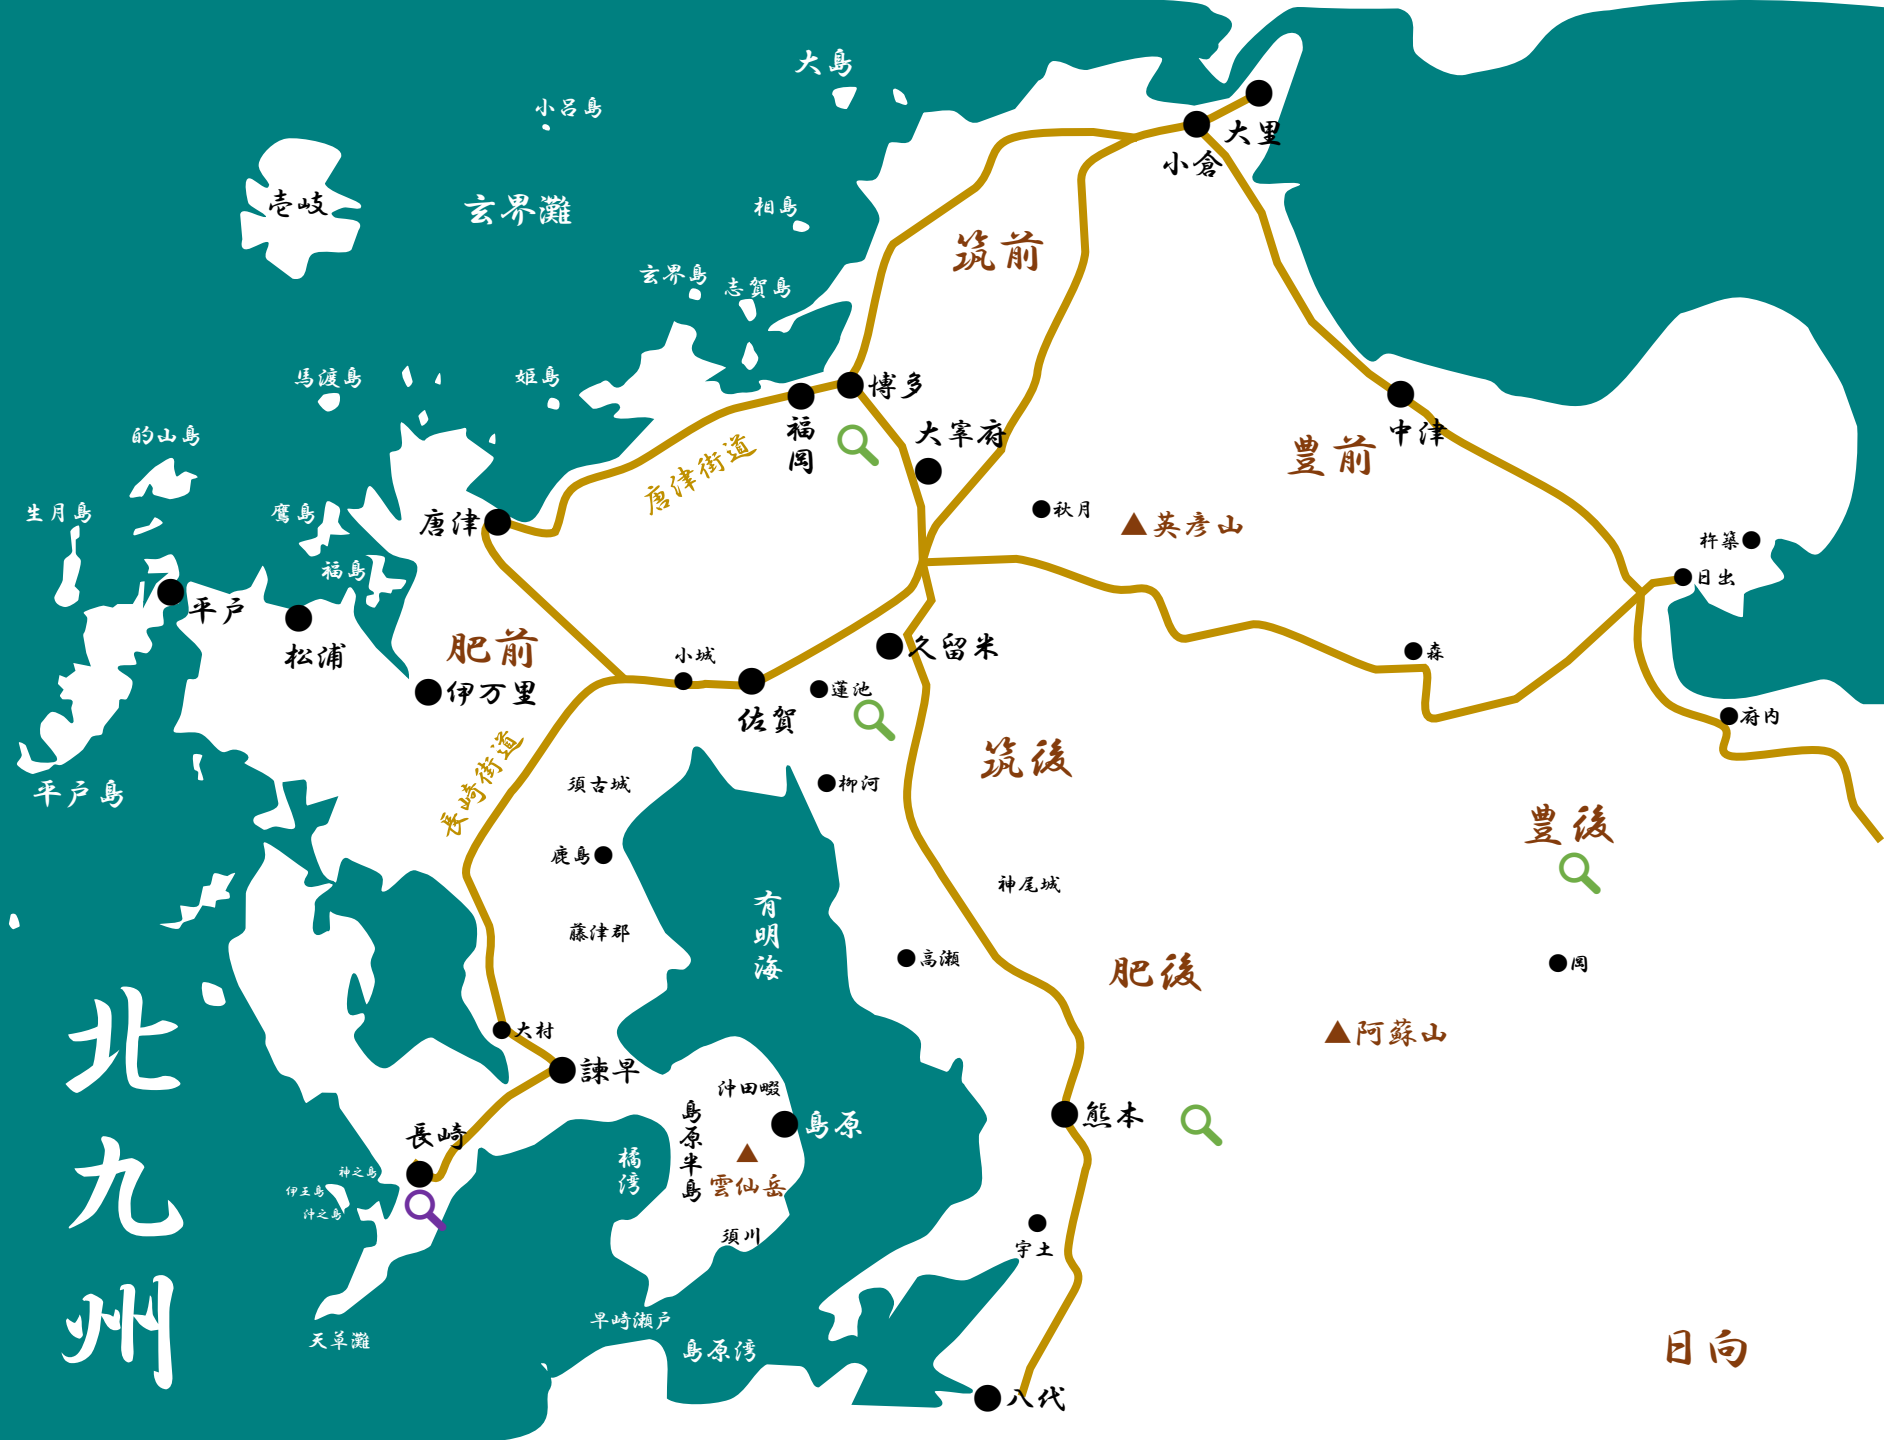 大島
小呂島
大里
小倉
壱岐
玄界灘
相島
筑前
玄界島
志賀島
馬渡島
姫島
博多
福岡
大宰府
中津
的山島
豊前
唐津街道
生月島
鷹島
唐津
秋月
英彦山
杵築
福島
日出
平戸
松浦
肥前
小城
久留米
森
伊万里
蓮池
佐賀
府内
長崎街道
筑後
平戸島
須古城
柳河
豊後
鹿島
神尾城
有明海
藤津郡
高瀬
肥後
岡
北九州
大村
阿蘇山
諫早
沖田畷
島原半島
島原
熊本
長崎
橘湾
神之島
伊王島
雲仙岳
沖之島
須川
宇土
早崎瀬戸
天草灘
島原湾
日向
八代